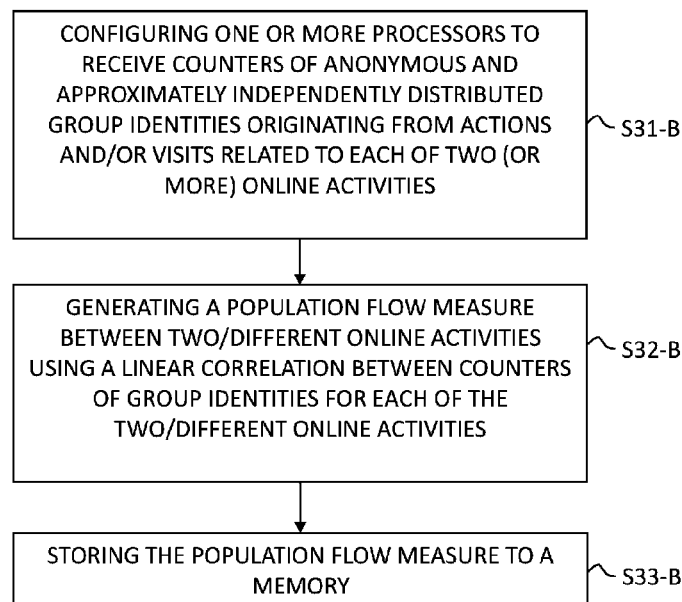 CONFIGURING ONE OR MORE PROCESSORS TO
RECEIVE COUNTERS OF ANONYMOUS AND
APPROXIMATELY INDEPENDENTLY DISTRIBUTED
GROUP IDENTITIES ORIGINATING FROM ACTIONS
AND/OR VISITS RELATED TO EACH OF TWO (OR
MORE) ONLINE ACTIVITIES
S31-B
GENERATING A POPULATION FLOW MEASURE
BETWEEN TWO/DIFFERENT ONLINE ACTIVITIES
USING A LINEAR CORRELATION BETWEEN COUNTERS
OF GROUP IDENTITIES FOR EACH OF THE
TWO/DIFFERENT ONLINE ACTIVITIES
S32-B
STORING THE POPULATION FLOW MEASURE TO A
MEMORY
S33-B